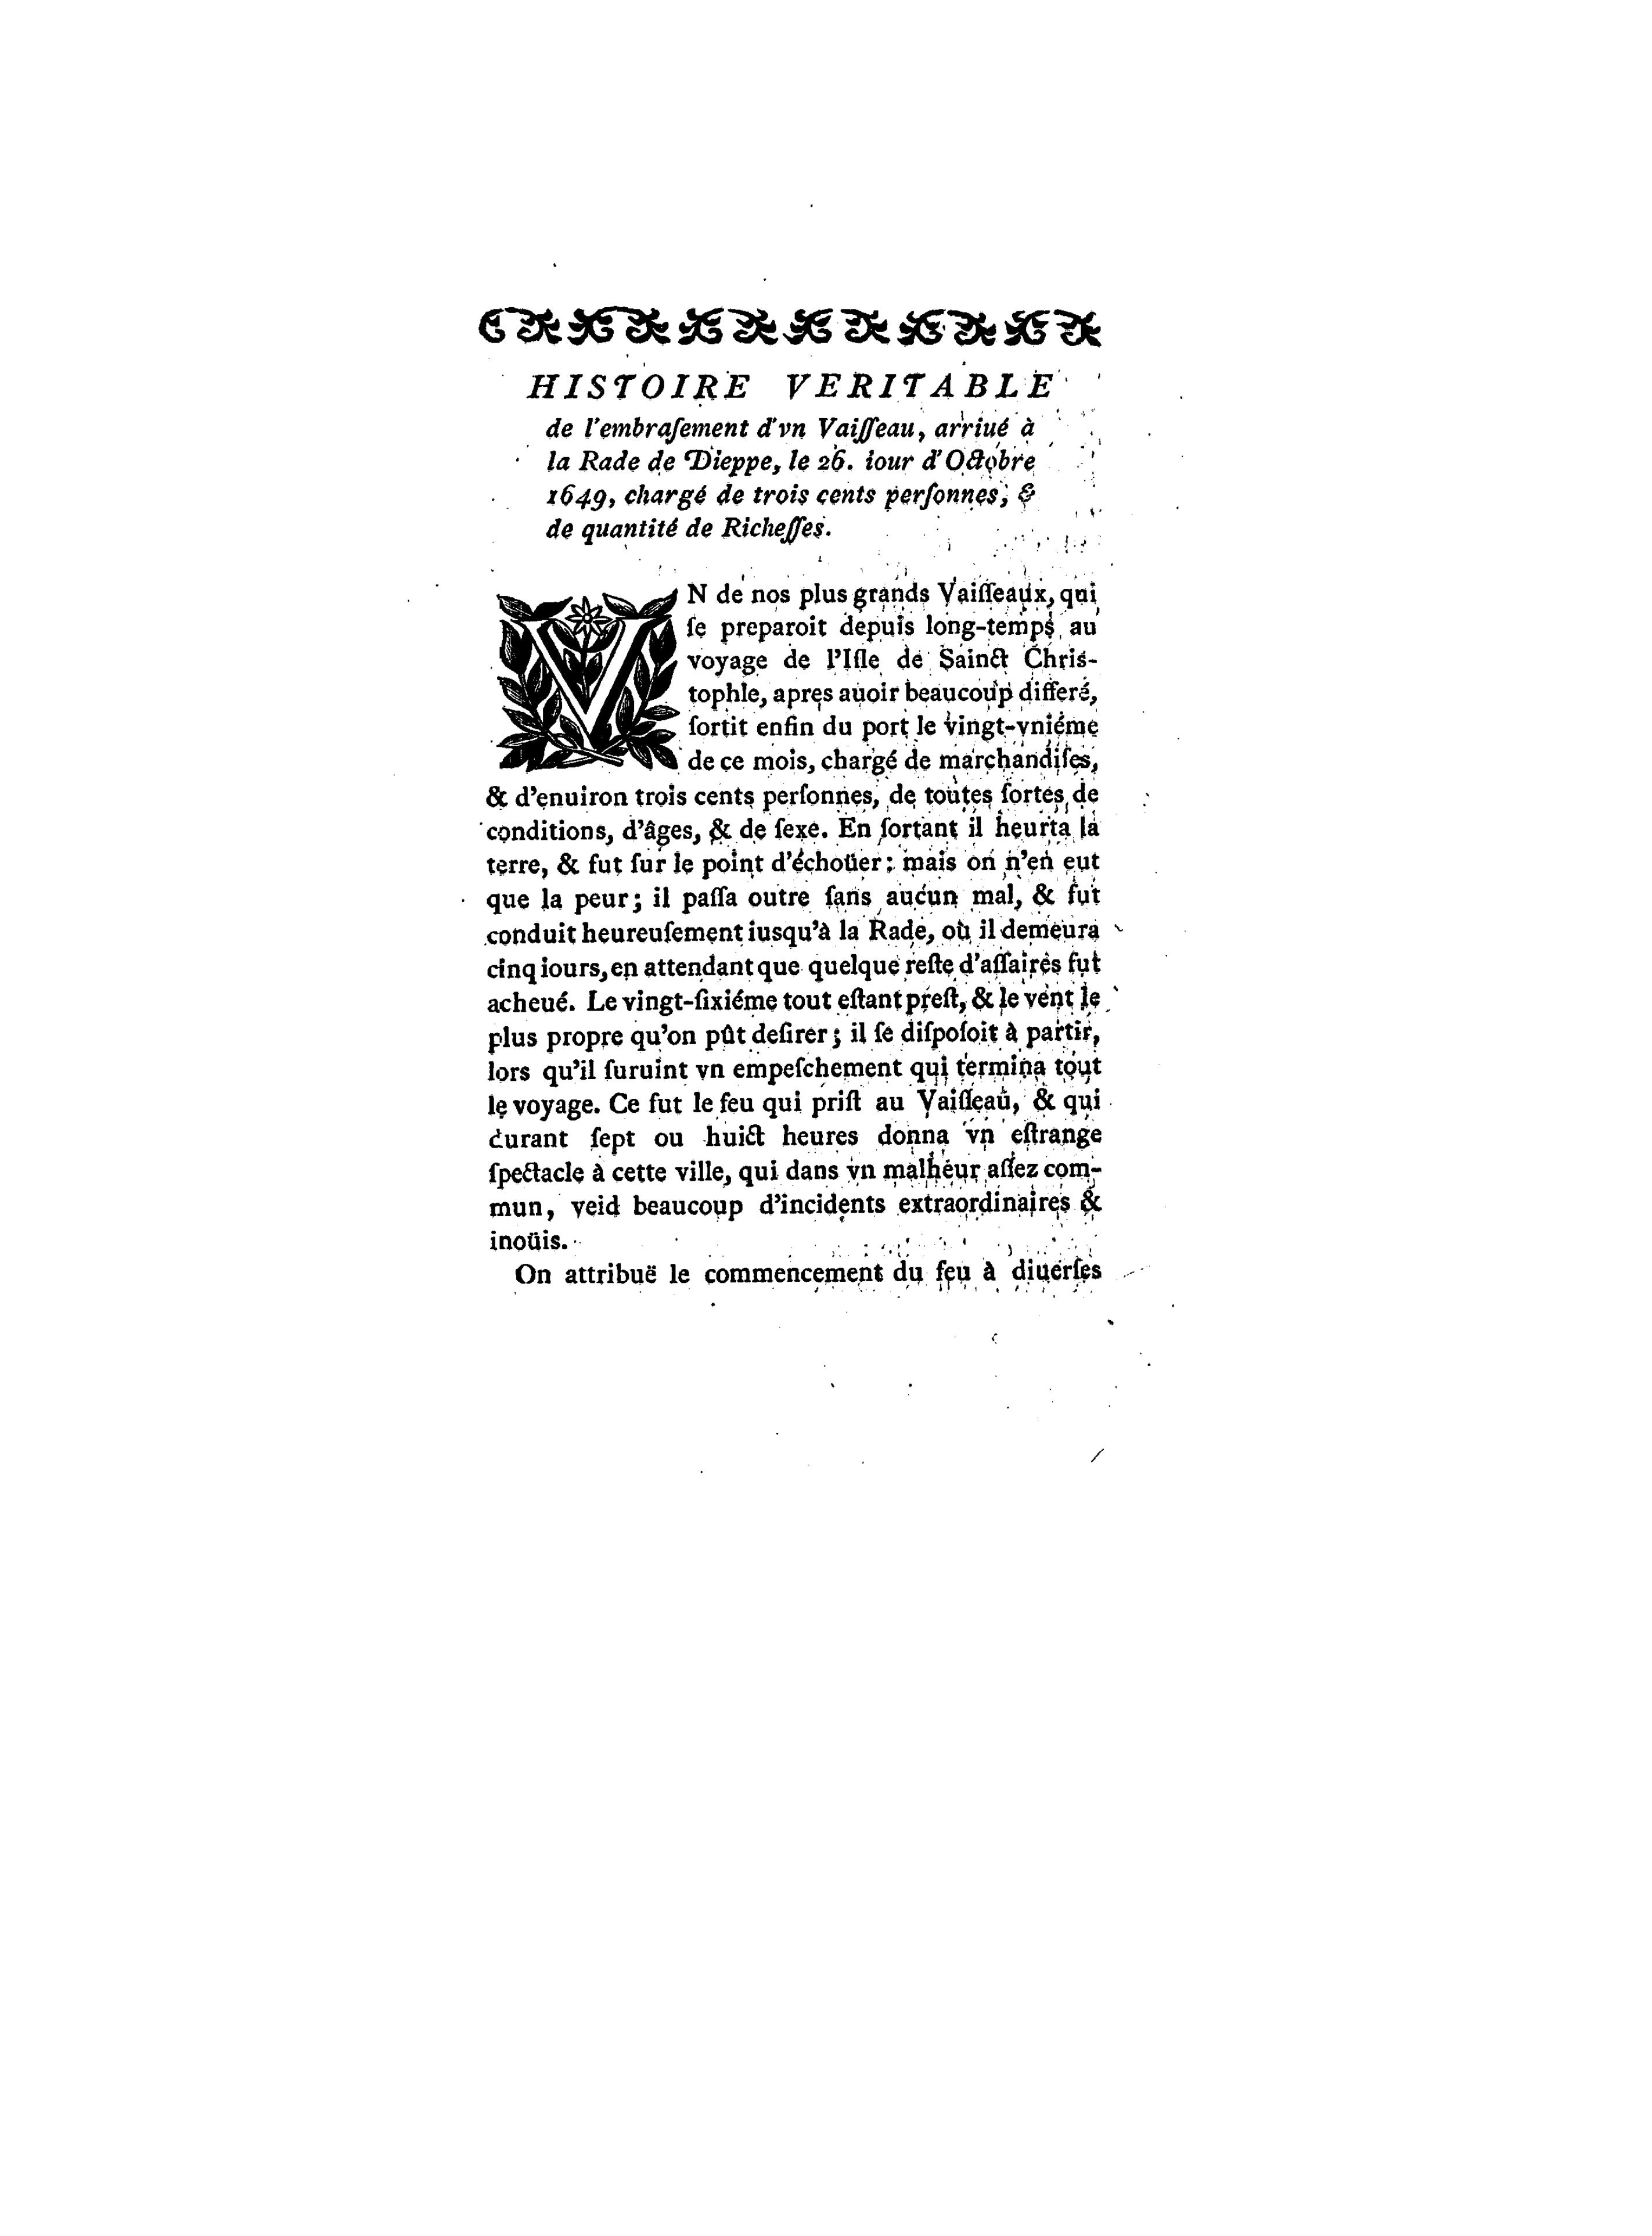 HISTOIRE VERITABLE
de l'embraſement d'vn Vaiſſeau, arriué à
la Rade de Dieppe, le 26. iour d'Octobre
1649, chargé de trois cents perſonnes, &
de quantité de Richeſſes.
VN de nos plus grands Vaiſſeaux, qui
ſe preparoit depuis long-temps au
voyage de l'Iſle de Sainct Chris-
tophle, apres auoir beaucoup differé,
ſortit enfin du port le vingt-vniéme
de ce mois, chargé de marchandiſes,
& d'enuiron trois cents perſonnes, de toutes ſortes de
conditions, d'âges, & de ſexe. En ſortant il heurta la
terre, & fut ſur le point d'échoüer: mais on n'en eut
que la peur; il paſſa outre ſans aucun mal, & fut
conduit heureuſement iusqu'à la Rade, où il demeura
cinq iours, en attendant que quelque reſte d'affaires fut
acheué. Le vingt-ſixiéme tout eſtant preſt, & le vent le
plus propre qu'on pût deſirer; il ſe diſpoſoit à partir,
lors qu'il ſuruint vn empeſchement qui termina tout
le voyage. Ce fut le feu qui priſt au Vaiſſeau, & qui
durant ſept ou huict heures donna vn eſtrange
ſpectacle à cette ville, qui dans vn malheur aſſez com-
mun, veid beaucoup d'incidents extraordinaires &
inoüis.
On attribuë le commencement du feu à diuerſes